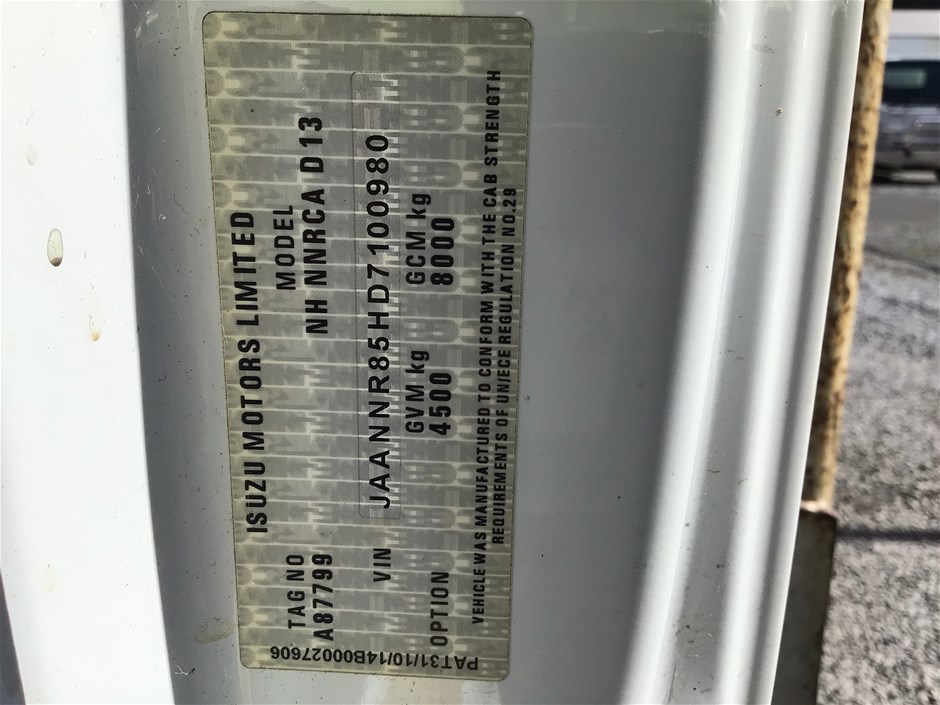 ISUZU MOTORS LIMITED
TAG NO MODEL
A87799 NH NNRCA D13
VIN JAANNR85HD7100980
GVM kg GCM kg
OPTION 4500 8000
VEHICLE WAS MANUFACTURED TO CONFORM WITH THE CAB STRENGTH
REQUIREMENTS OF UN/ECE REGULATION NO.29
PAT31/10/14B00027606